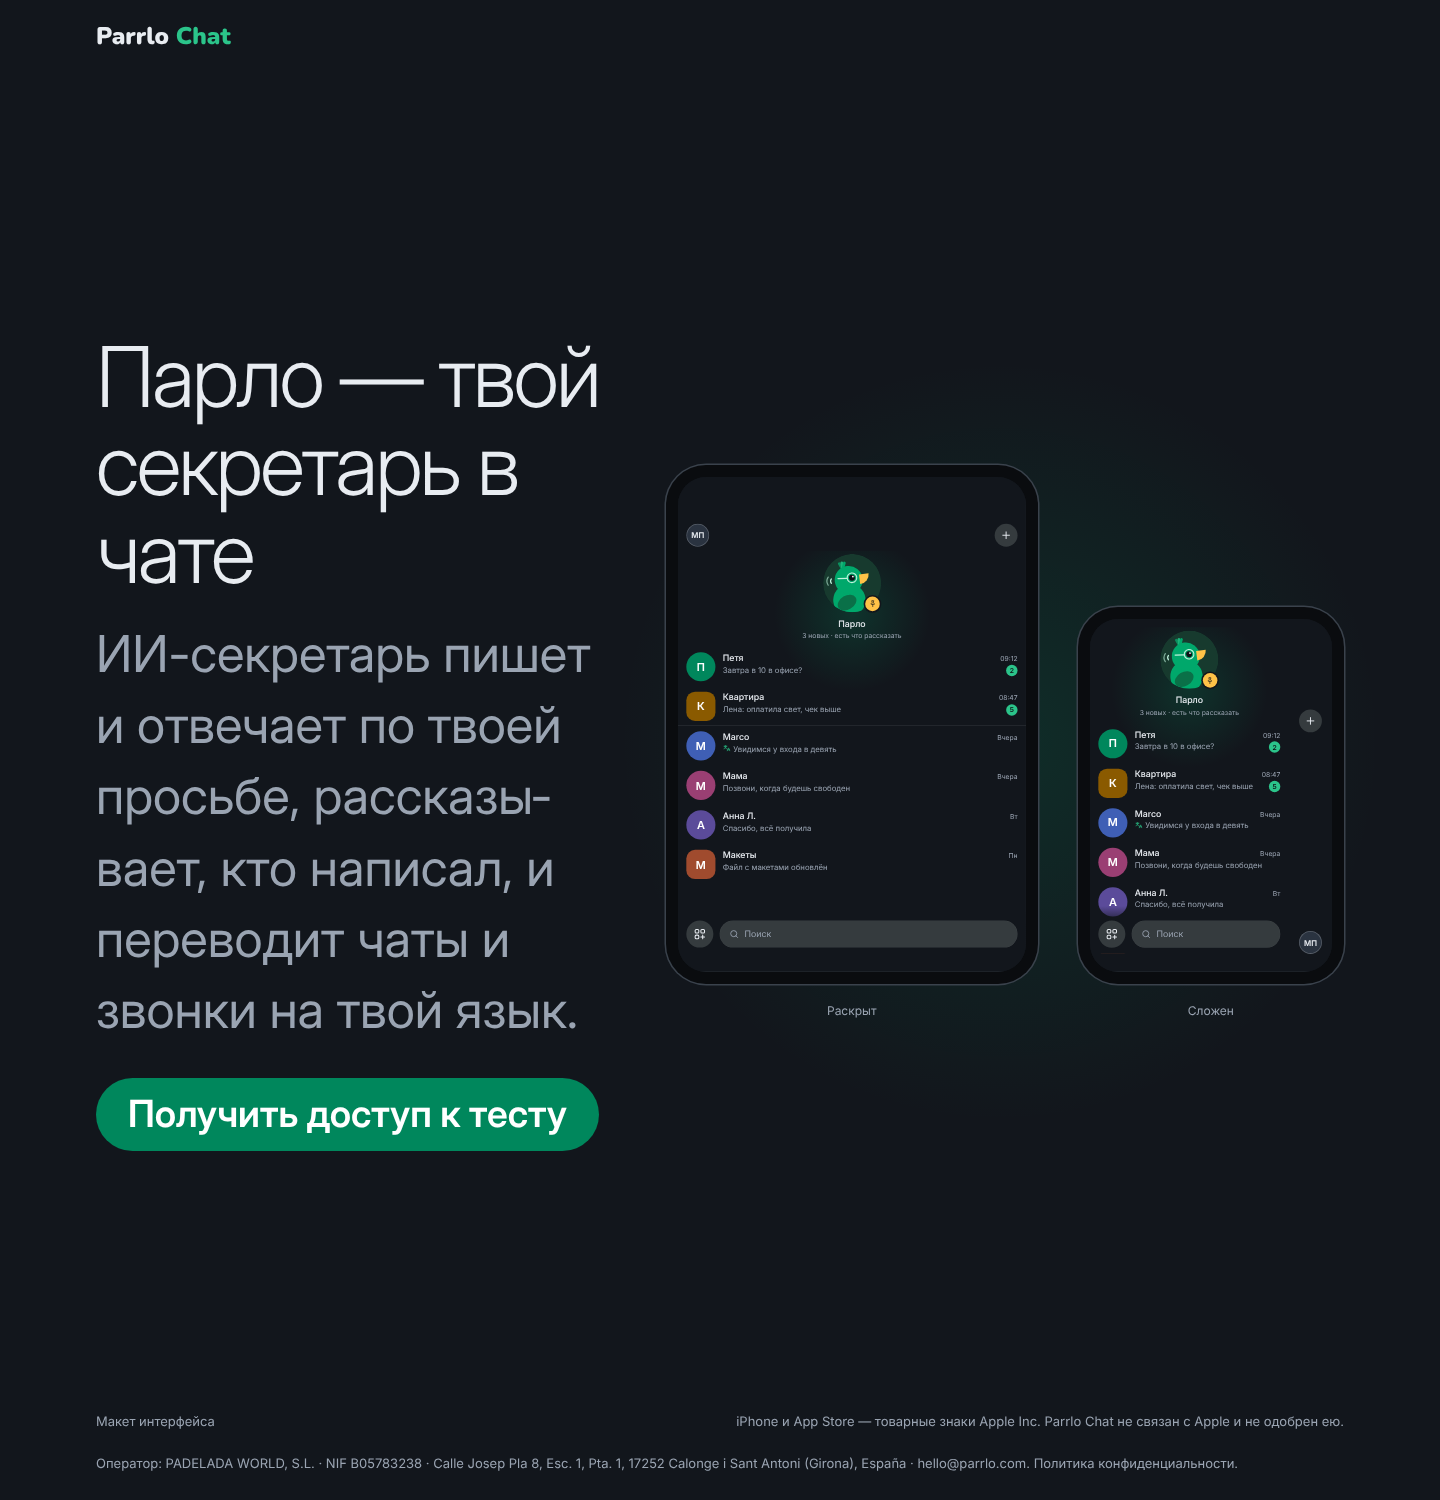 Parrlo Chat
Парло — твой
секретарь в
чате
ИИ-секретарь пишет
и отвечает по твоей
просьбе, рассказы-
вает, кто написал, и
переводит чаты и
звонки на твой язык.
Получить доступ к тесту
МП
Парло
3 новых · есть что рассказать
П
Петя
09:12
Завтра в 10 в офисе?
2
К
Квартира
08:47
Лена: оплатила свет, чек выше
5
M
Marco
Вчера
Увидимся у входа в девять
М
Мама
Вчера
Позвони, когда будешь свободен
А
Анна Л.
Вт
Спасибо, всё получила
М
Макеты
Пн
Файл с макетами обновлён
Поиск
Раскрыт
Парло
3 новых · есть что рассказать
П
Петя
09:12
Завтра в 10 в офисе?
2
К
Квартира
08:47
Лена: оплатила свет, чек выше
5
M
Marco
Вчера
Увидимся у входа в девять
М
Мама
Вчера
Позвони, когда будешь свободен
А
Анна Л.
Вт
Спасибо, всё получила
Поиск
МП
Сложен
Макет интерфейса
iPhone и App Store — товарные знаки Apple Inc. Parrlo Chat не связан с Apple и не одобрен ею.
Оператор: PADELADA WORLD, S.L. · NIF B05783238 · Calle Josep Pla 8, Esc. 1, Pta. 1, 17252 Calonge i Sant Antoni (Girona), España · hello@parrlo.com. Политика конфиденциальности.